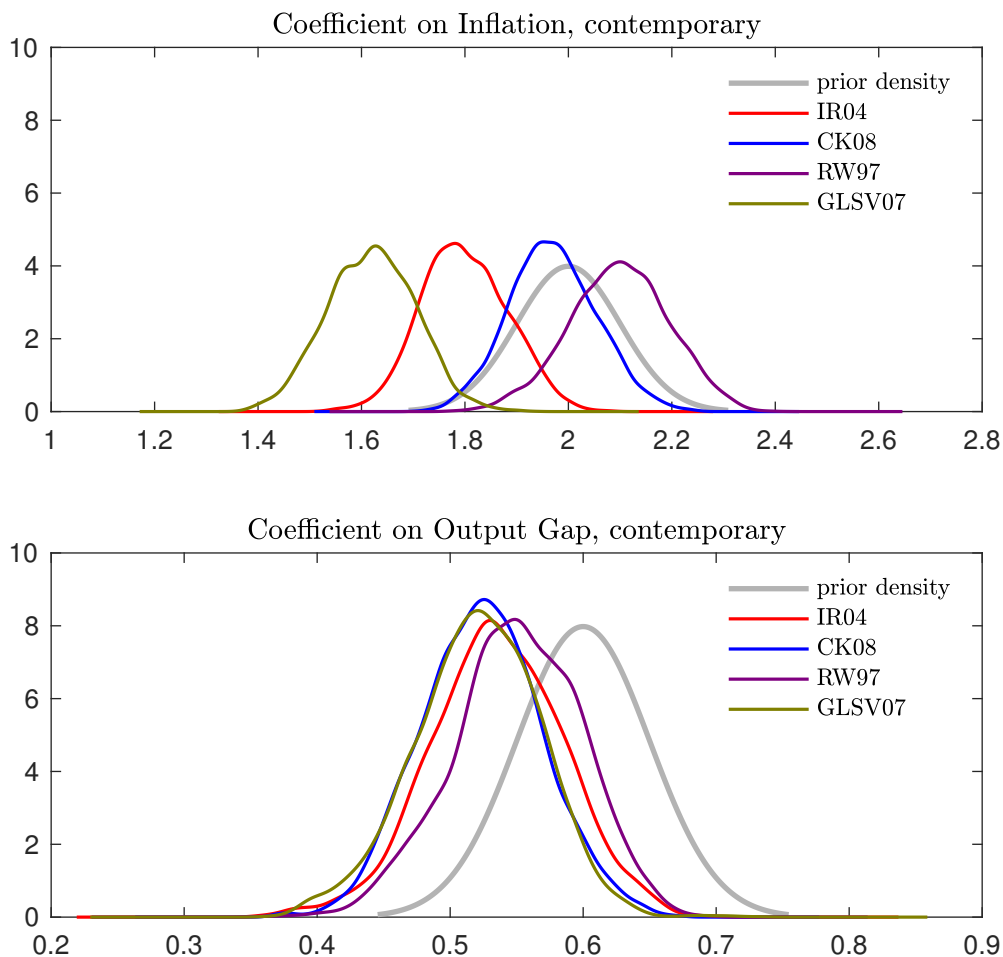 Coefficient on Inflation, contemporary
10
8
6
4
2
0
prior density
IR04
CK08
RW97
GLSV07
1 1.2 1.4 1.6 1.8 2 2.2 2.4 2.6 2.8
Coefficient on Output Gap, contemporary
10
8
6
4
2
0
prior density
IR04
CK08
RW97
GLSV07
0.2 0.3 0.4 0.5 0.6 0.7 0.8 0.9